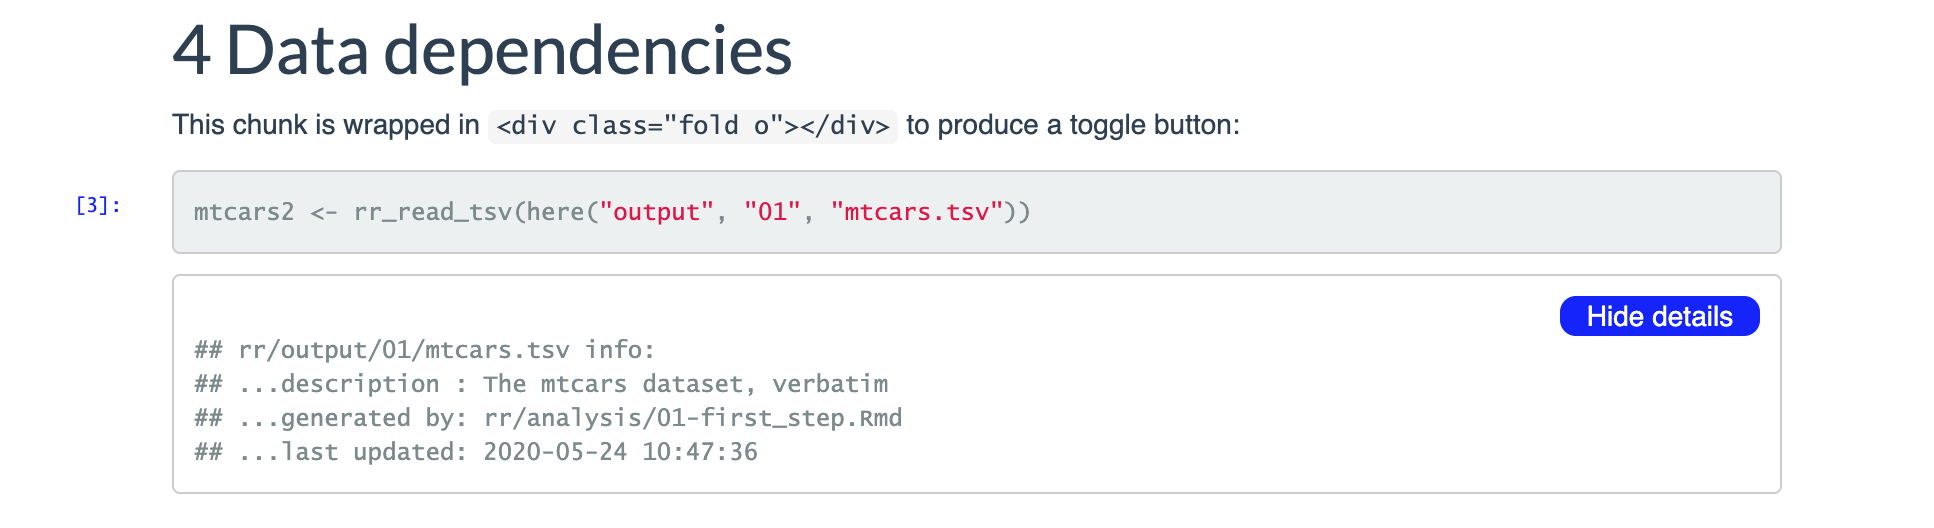 4 Data dependencies
This chunk is wrapped in <div class="fold o"></div> to produce a toggle button:
[3]:
mtcars2 <- rr_read_tsv(here("output", "01", "mtcars.tsv"))
Hide details
## rr/output/01/mtcars.tsv info:
## ...description : The mtcars dataset, verbatim
## ...generated by: rr/analysis/01-first_step.Rmd
## ...last updated: 2020-05-24 10:47:36